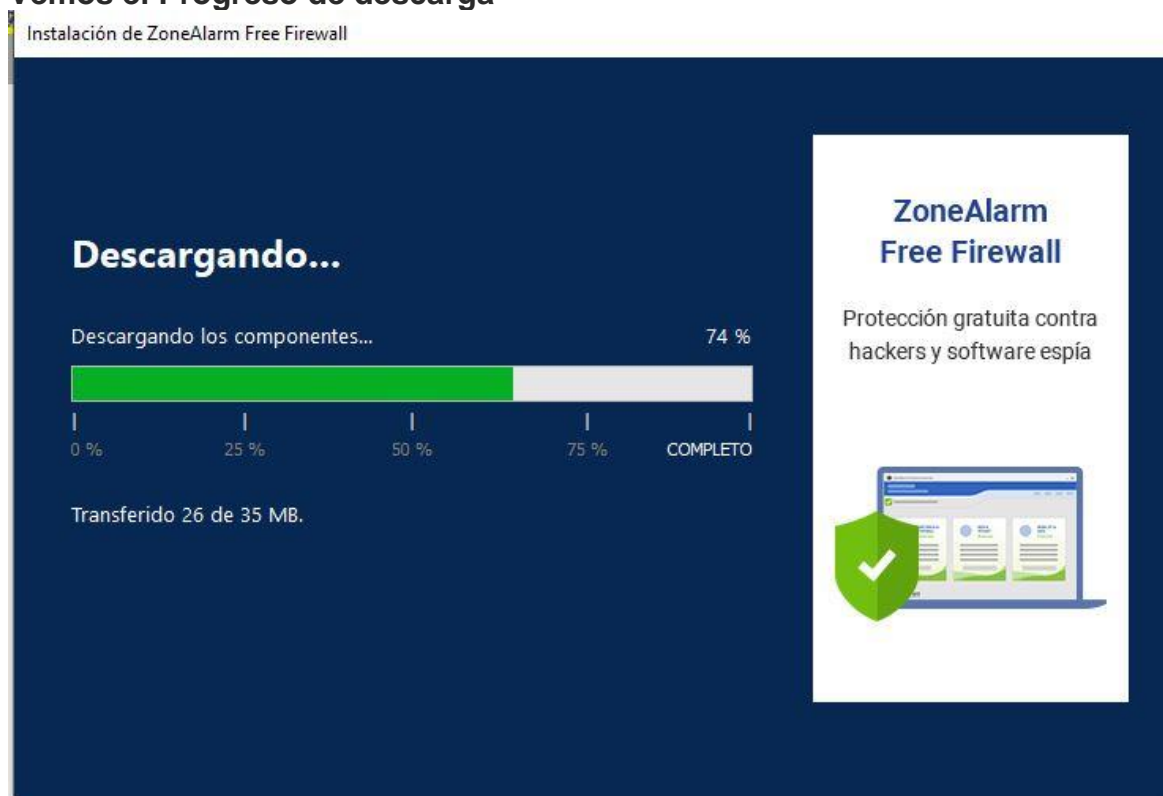 Vemos el Progreso de descarga
Instalación de ZoneAlarm Free Firewall
Descargando...
Descargando los componentes...
74 %
0 %
25 %
50 %
75 %
COMPLETO
Transferido 26 de 35 MB.
ZoneAlarm
Free Firewall
Protección gratuita contra
hackers y software espía